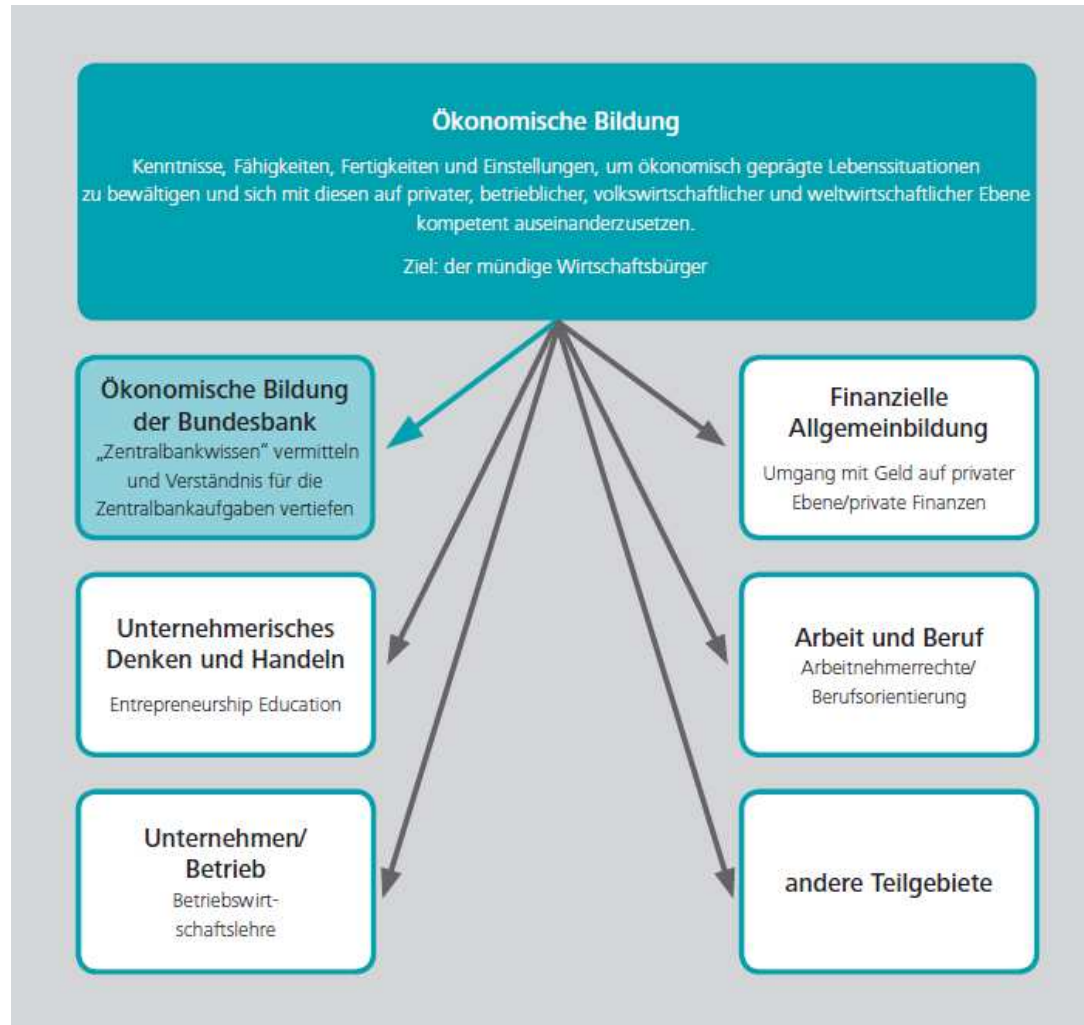 Ökonomische Bildung
Kenntnisse, Fähigkeiten, Fertigkeiten und Einstellungen, um ökonomisch geprägte Lebenssituationen
zu bewältigen und sich mit diesen auf privater, betrieblicher, volkswirtschaftlicher und weltwirtschaftlicher Ebene
kompetent auseinanderzusetzen.
Ziel: der mündige Wirtschaftsbürger
Ökonomische Bildung
der Bundesbank
„Zentralbankwissen“ vermitteln
und Verständnis für die
Zentralbankaufgaben vertiefen
Finanzielle
Allgemeinbildung
Umgang mit Geld auf privater
Ebene/private Finanzen
Unternehmerisches
Denken und Handeln
Entrepreneurship Education
Arbeit und Beruf
Arbeitnehmerrechte/
Berufsorientierung
Unternehmen/
Betrieb
Betriebswirt-
schaftslehre
andere Teilgebiete